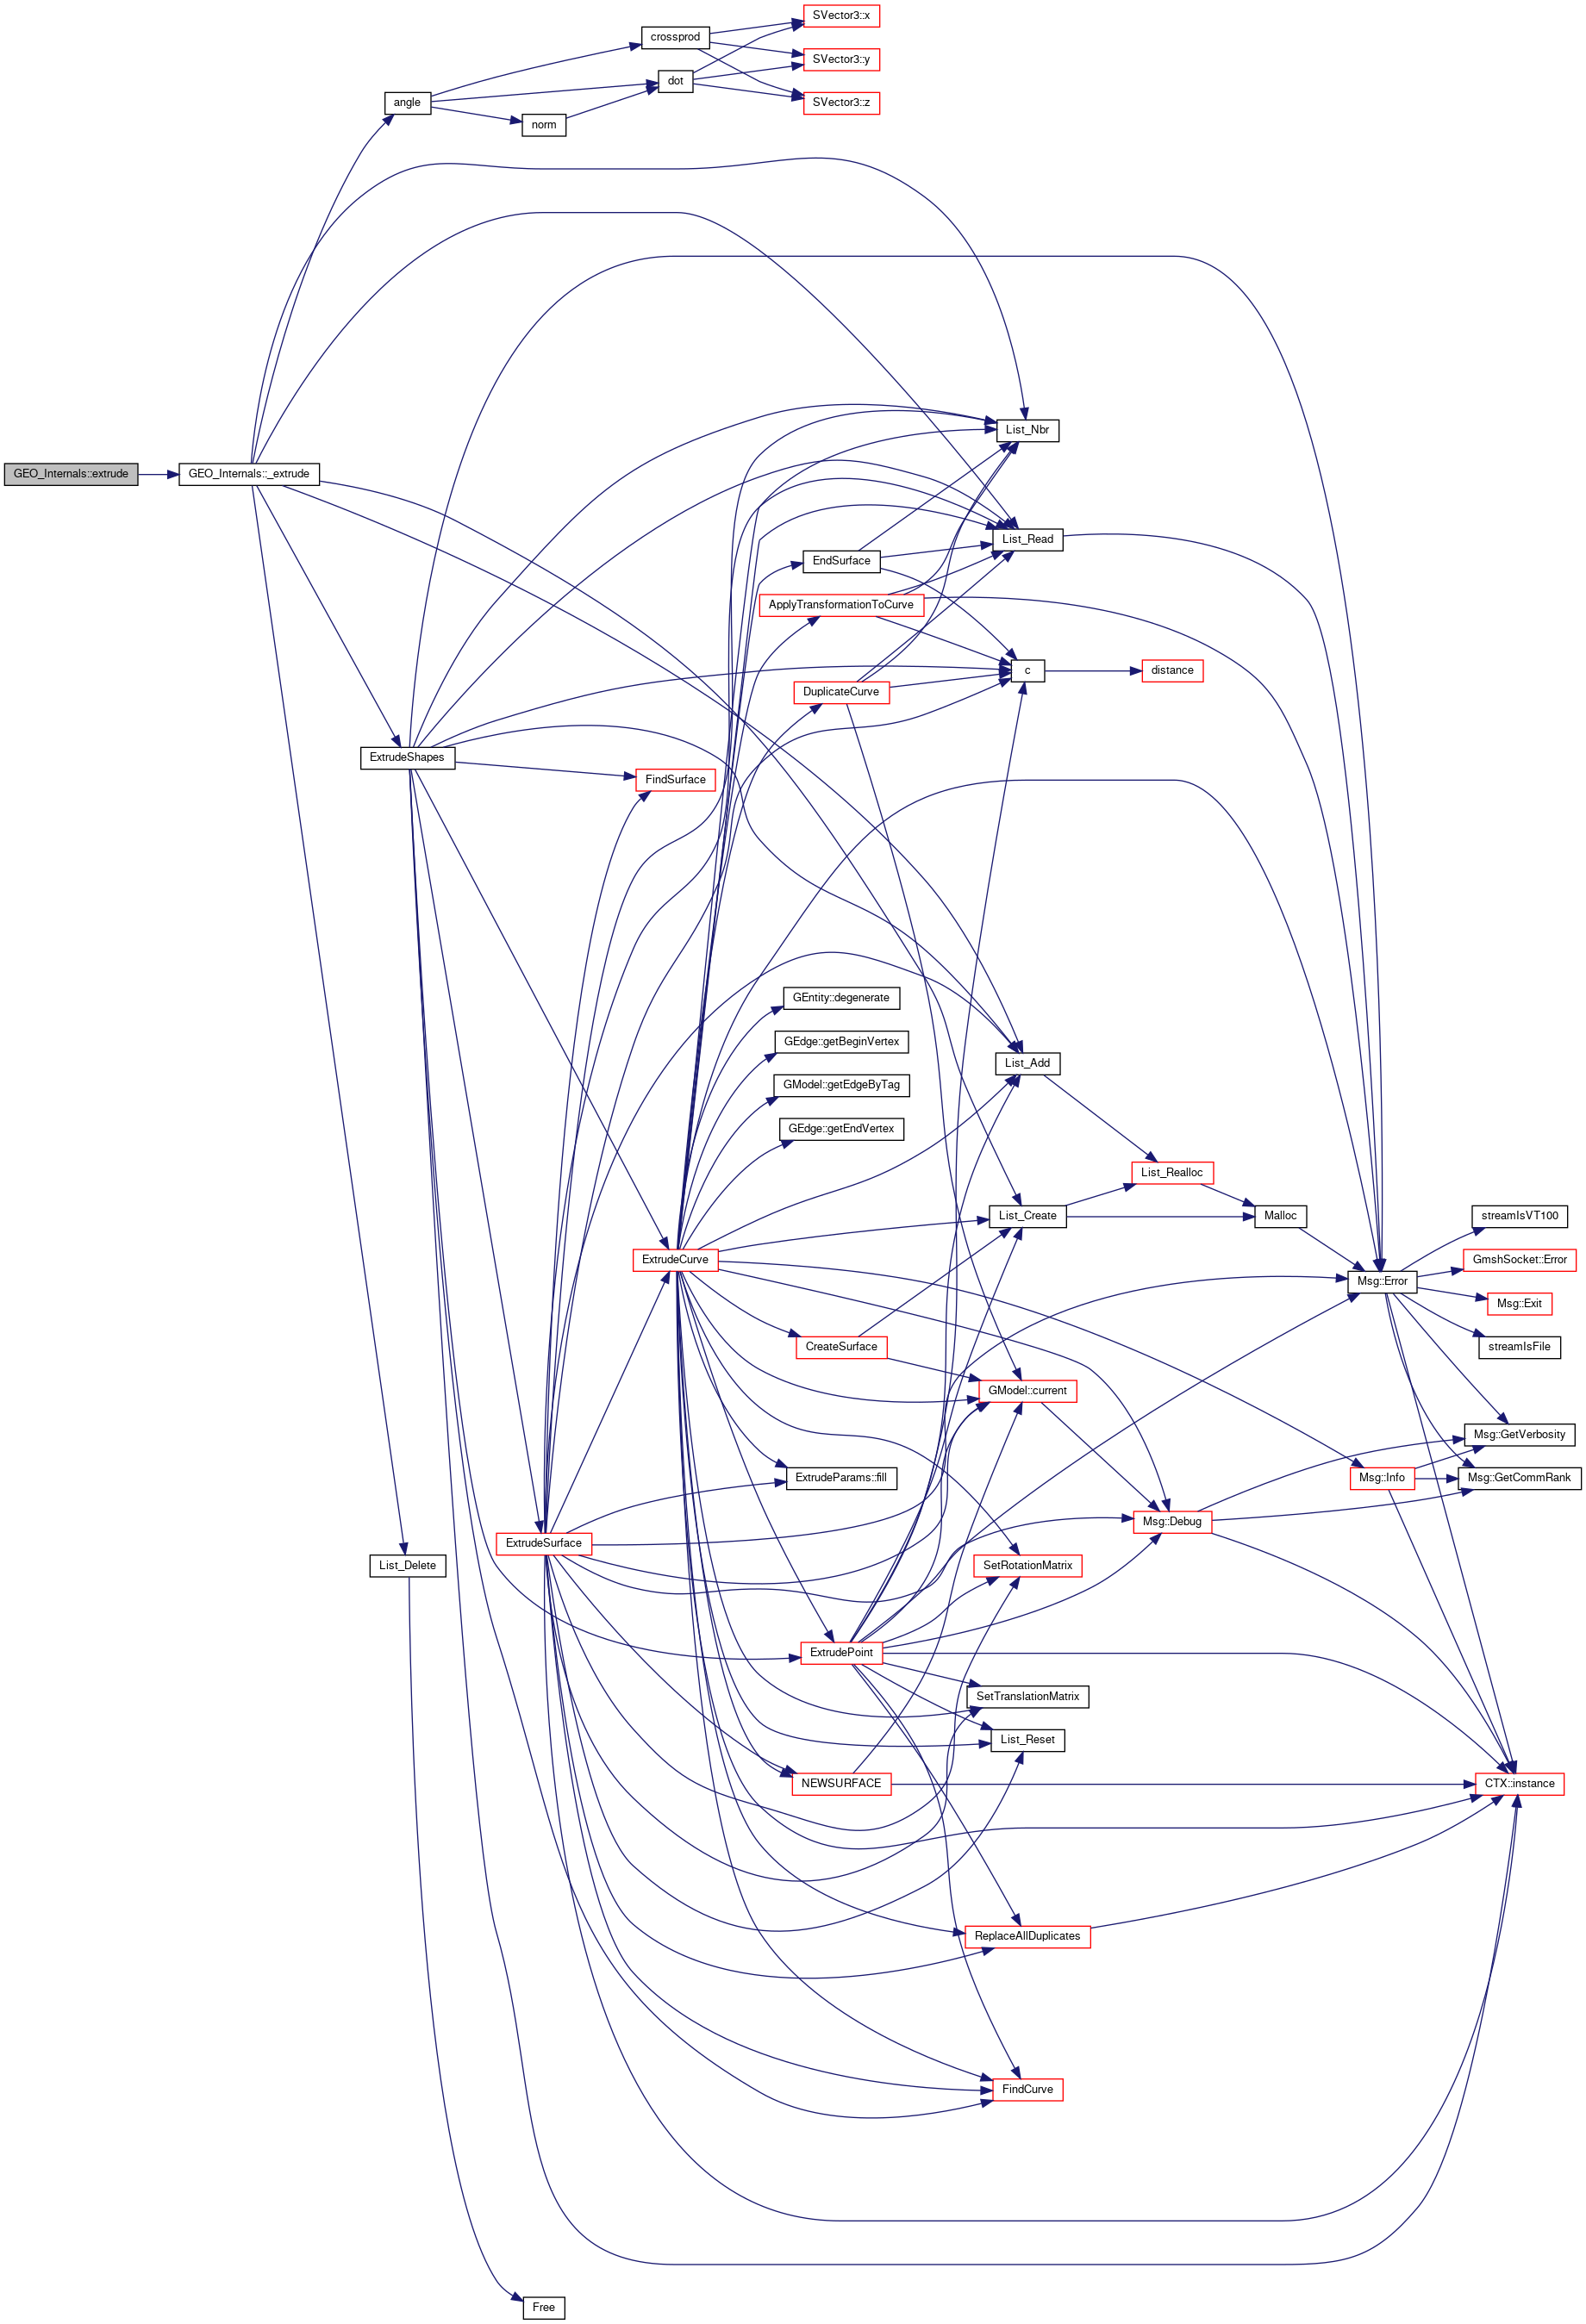 SVector3::x
crossprod
SVector3::y
dot
angle
SVector3::z
norm
List_Nbr
GEO_Internals::extrude
GEO_Internals::_extrude
List_Read
EndSurface
ApplyTransformationToCurve
c
distance
DuplicateCurve
ExtrudeShapes
FindSurface
GEntity::degenerate
GEdge::getBeginVertex
List_Add
GModel::getEdgeByTag
GEdge::getEndVertex
List_Realloc
List_Create
Malloc
streamIsVT100
ExtrudeCurve
GmshSocket::Error
Msg::Error
Msg::Exit
CreateSurface
streamIsFile
GModel::current
Msg::GetVerbosity
ExtrudeParams::fill
Msg::Info
Msg::GetCommRank
Msg::Debug
ExtrudeSurface
List_Delete
SetRotationMatrix
ExtrudePoint
SetTranslationMatrix
List_Reset
NEWSURFACE
CTX::instance
ReplaceAllDuplicates
FindCurve
Free